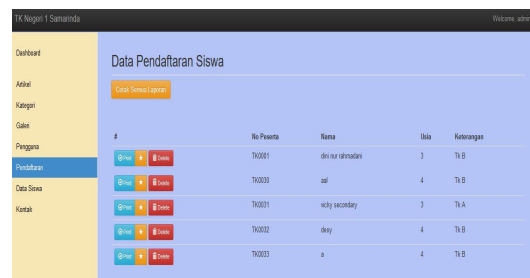 TK Negeri 1 Samarinda Welcome, admin
Dashboard
Artikel
Kategori
Galeri
Pengguna
Pendaftaran
Data Siswa
Kontak
Data Pendaftaran Siswa
Cetak Semua Laporan
# No Peserta Nama Usia Keterangan
Print Delete TK0001 dini nur rahmadani 3 Tk B
Print Delete TK0030 aal 4 Tk B
Print Delete TK0031 vicky secondary 3 Tk A
Print Delete TK0032 desy 4 Tk B
Print Delete TK0033 a 4 Tk B